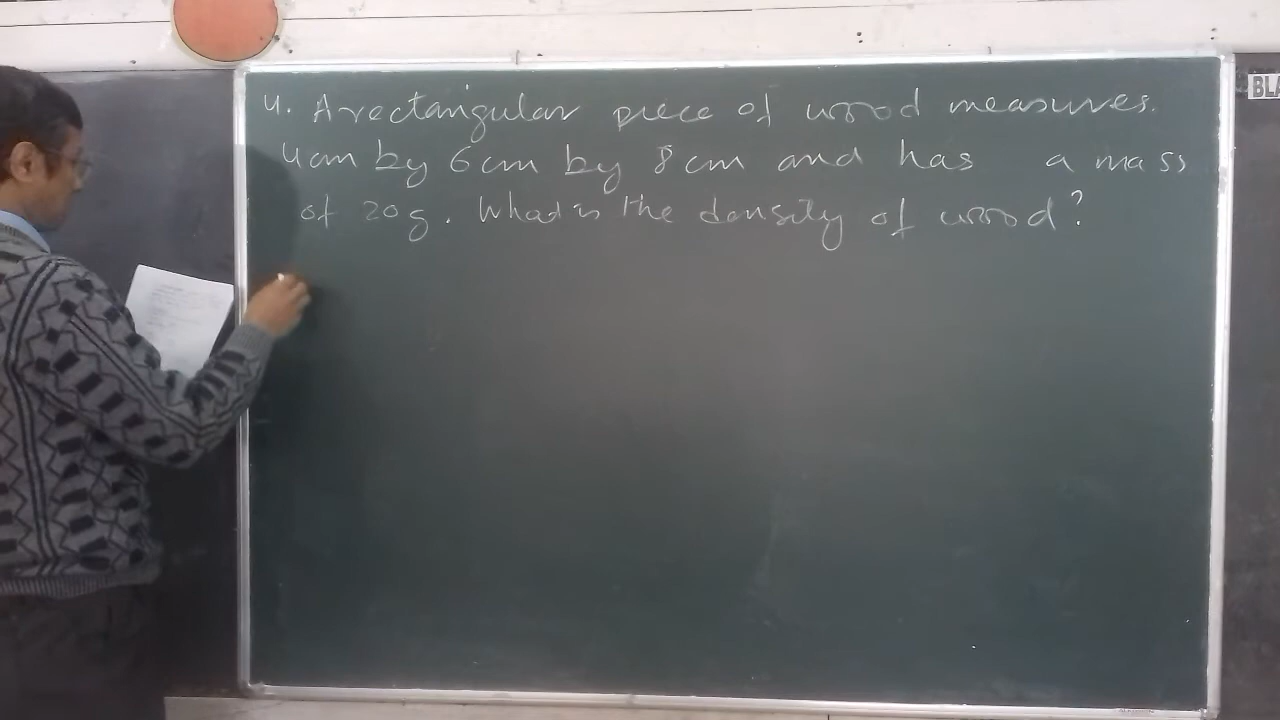 4. A rectangular piece of wood measures.
4cm by 6cm by 8cm and has a mass
of 20g. What is the density of wood?
BLA